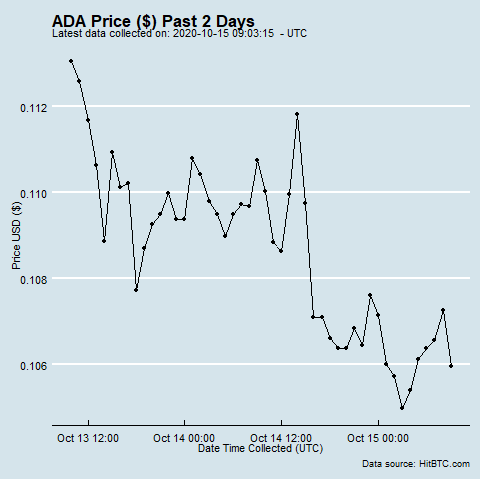 ADA Price ($) Past 2 Days
Latest data collected on: 2020-10-15 09:03:15 - UTC
Price USD ($)
0.112
0.110
0.108
0.106
Oct 13 12:00
Oct 14 00:00
Oct 14 12:00
Oct 15 00:00
Date Time Collected (UTC)
Data source: HitBTC.com